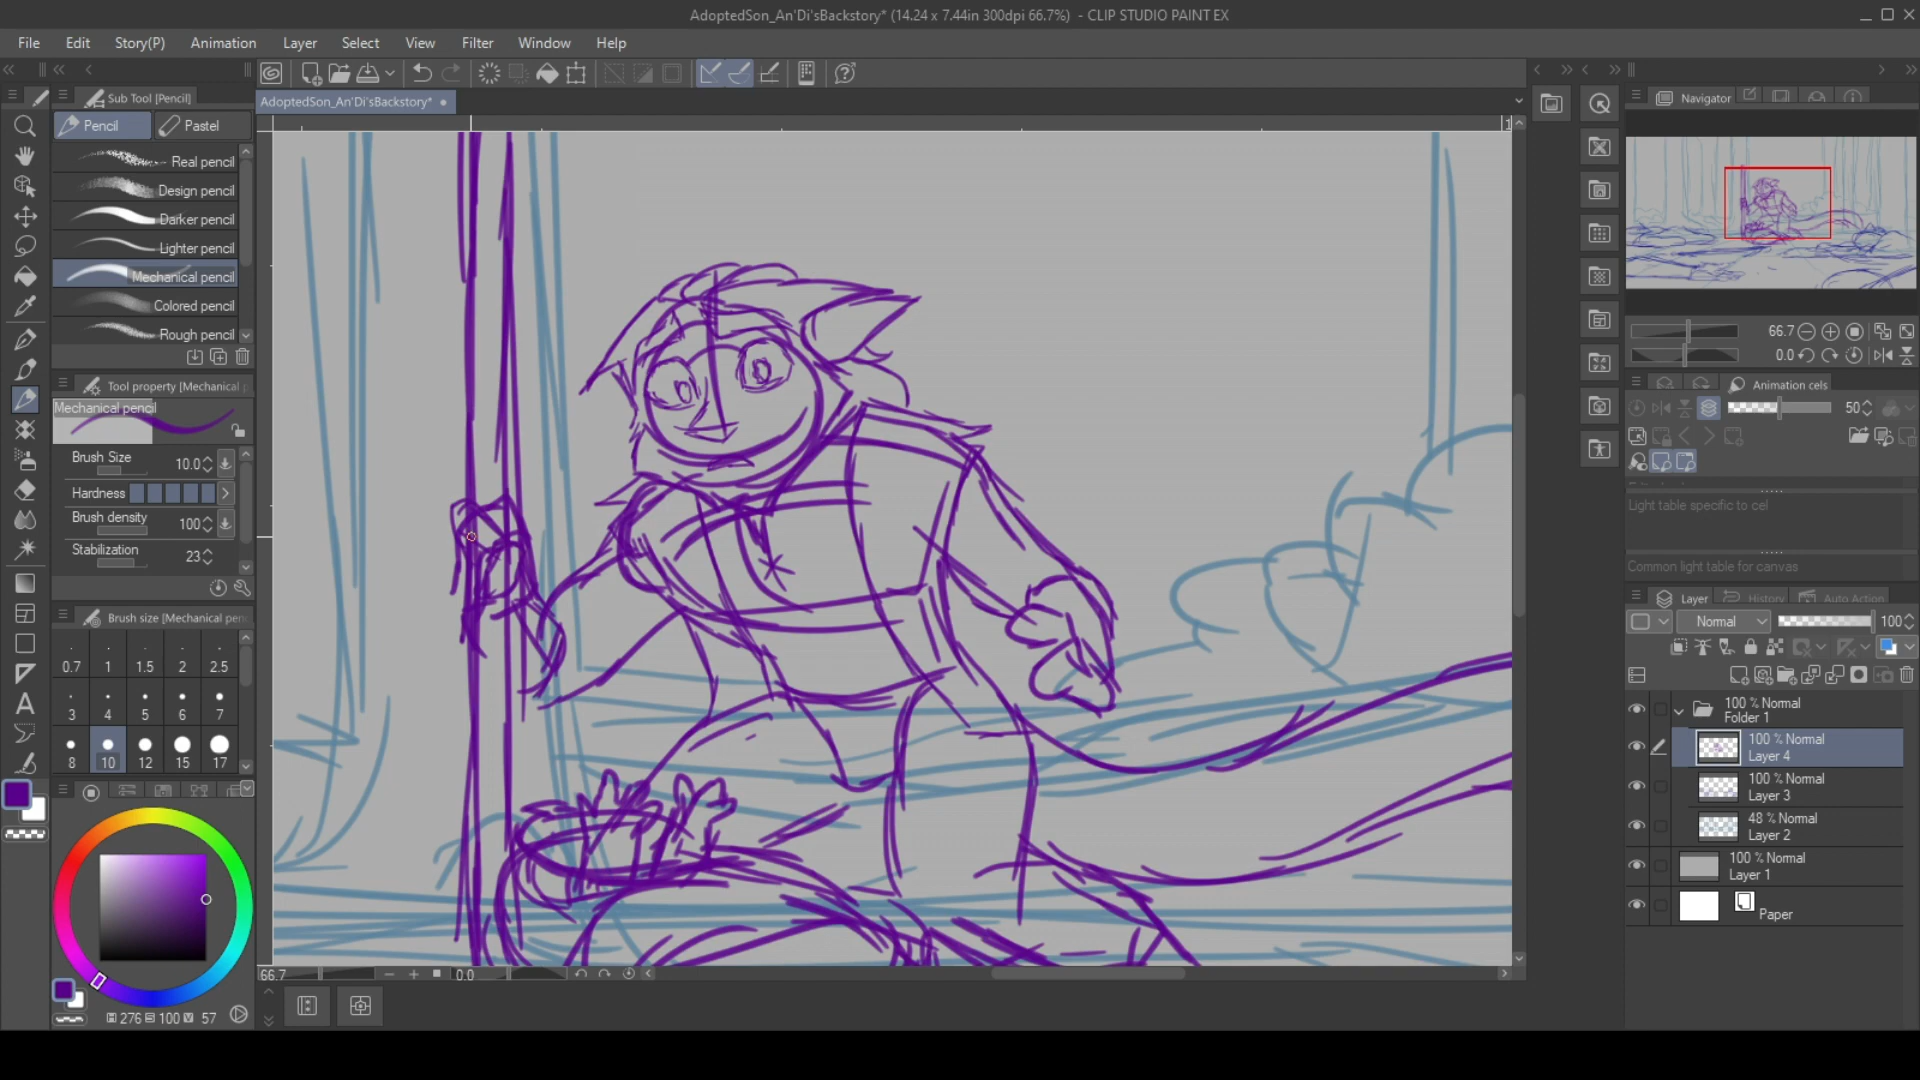 AdoptedSon_An'Di'sBackstory* (14.24 x 7.44in 300dpi 66.7%) - CLIP STUDIO PAINT EX
File Edit Story(P) Animation Layer Select View Filter Window Help
Sub Tool [Pencil]
AdoptedSon_An'Di'sBackstory*
Pencil
Pastel
Real pencil
Design pencil
Darker pencil
Lighter pencil
Mechanical pencil
Colored pencil
Rough pencil
Tool property [Mechanical p
Mechanical pencil
Brush Size 10.0
Hardness
Brush density 100
Stabilization 23
Brush size [Mechanical penc
0.7 1 1.5 2 2.5
3 4 5 6 7
8 10 12 15 17
H 276 S 100 V 57
1
66.7
0.0
Navigator
66.7
0.0
Animation cels
50
Light table specific to cel
Common light table for canvas
Layer History Auto Action
Normal 100
100 % Normal
Folder 1
100 % Normal
Layer 4
100 % Normal
Layer 3
48 % Normal
Layer 2
100 % Normal
Layer 1
Paper